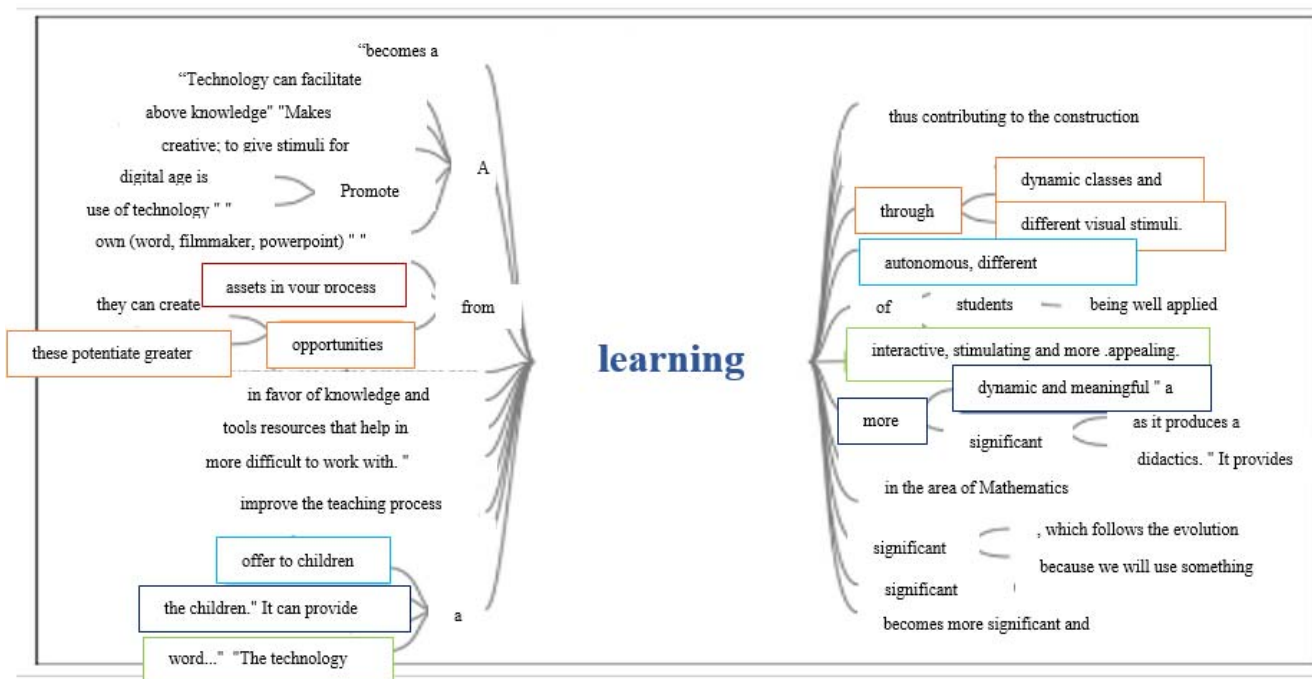 “becomes a
“Technology can facilitate
above knowledge" "Makes
creative; to give stimuli for
digital age is
Promote
use of technology " "
own (word, filmmaker, powerpoint) " "
A
assets in your process
they can create
from
opportunities
these potentiate greater
in favor of knowledge and
tools resources that help in
more difficult to work with. "
improve the teaching process
offer to children
the children." It can provide
a
word..." "The technology
learning
thus contributing to the construction
through
dynamic classes and
different visual stimuli.
autonomous, different
of
students
being well applied
interactive, stimulating and more .appealing.
more
dynamic and meaningful " a
significant
as it produces a
didactics. " It provides
in the area of Mathematics
significant
, which follows the evolution
because we will use something
significant
becomes more significant and